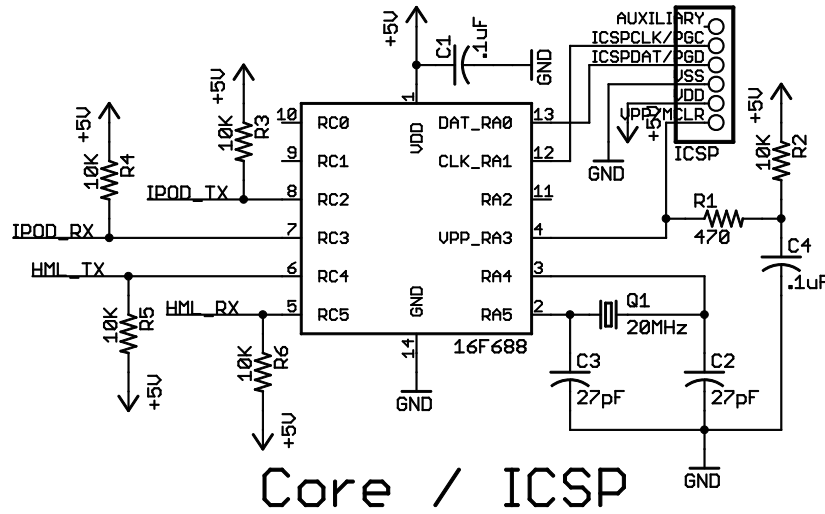 +5V
C1
.1uF
GND
AUXILIARY
ICSPCLK/PGC
ICSPDAT/PGD
VSS
VDD
VPP/MCLR
ICSP
+5V
GND
+5V
10K
R2
R1
470
C4
.1uF
+5V
10K
R4
+5V
10K
R3
IPOD_TX
IPOD_RX
HML_TX
HML_RX
10K
R5
+5V
10K
R6
+5V
1
VDD
10 RC0 DAT_RA0 13
9 RC1 CLK_RA1 12
8 RC2 RA2 11
7 RC3 VPP_RA3 4
6 RC4 RA4 3
5 RC5 RA5 2
GND
14
16F688
GND
Q1
20MHz
C3
27pF
C2
27pF
GND
Core / ICSP